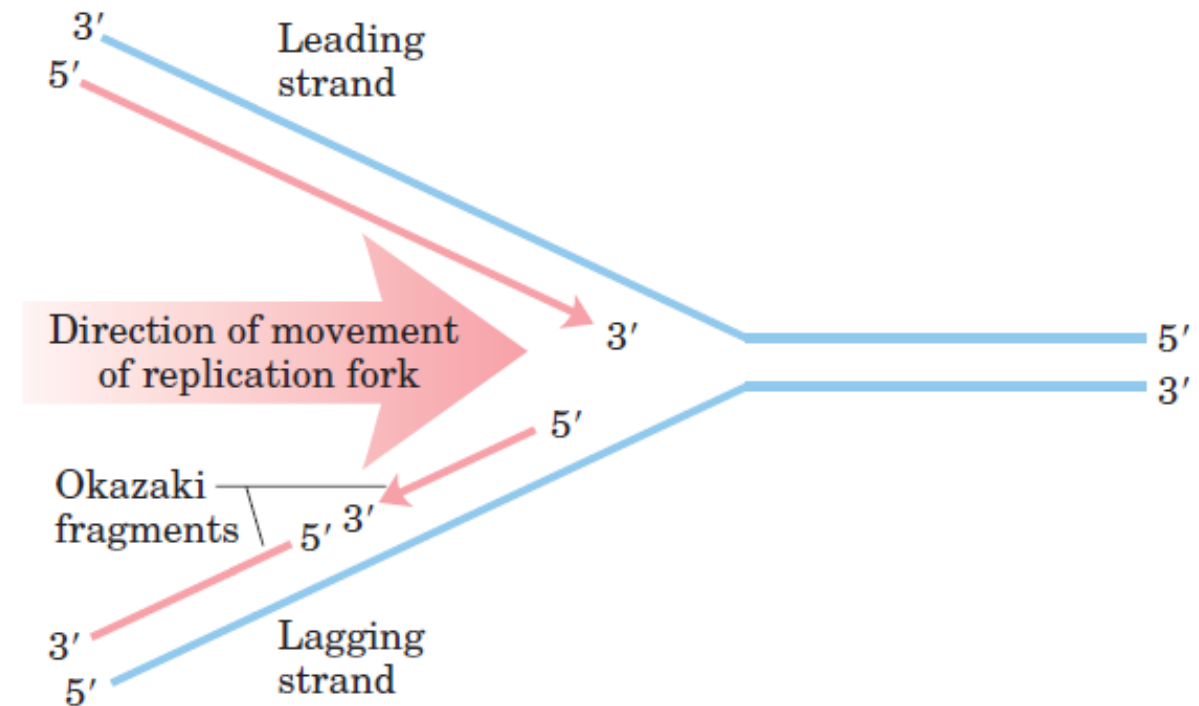 3′
Leading
strand
5′
3′
5′
3′
Direction of movement
of replication fork
5′
Okazaki
fragments
3′
5′
3′
5′
Lagging
strand